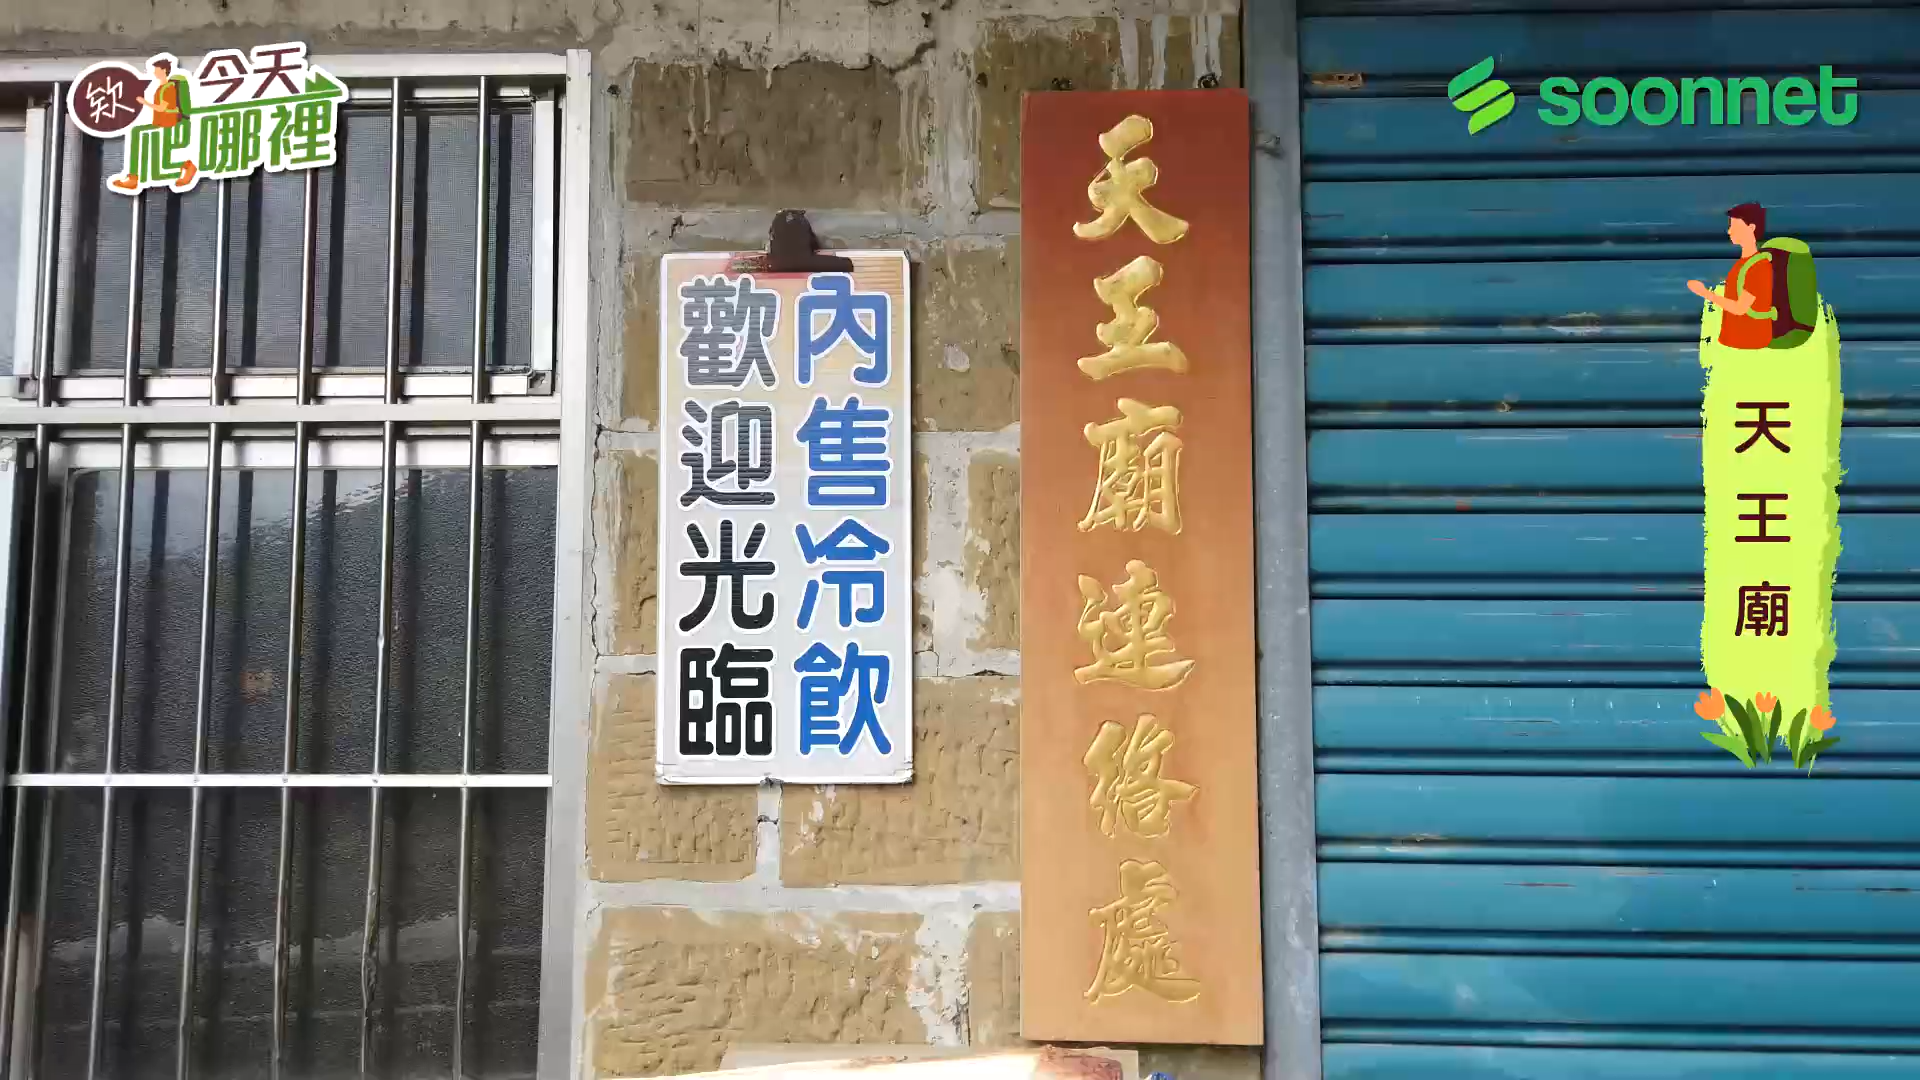 欸
今天
爬哪裡
soonnet
內售冷飲
歡迎光臨
天王廟連絡處
天王廟